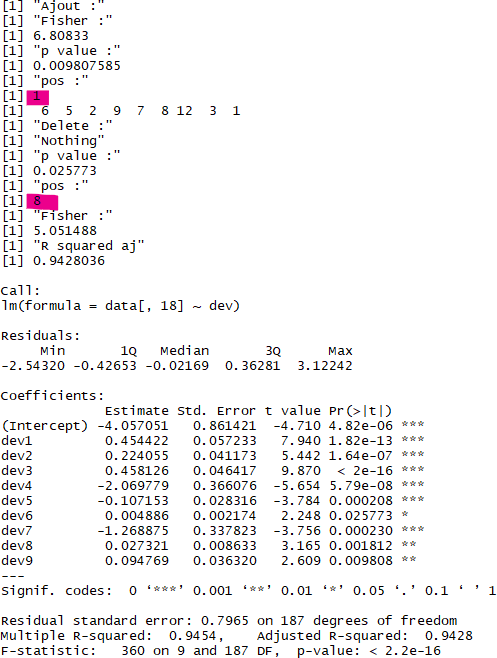 [1] "Ajout :"
[1] "Fisher :"
[1] 6.80833
[1] "p value :"
[1] 0.009807585
[1] "pos :"
[1] 1
[1]  6  5  2  9  7  8 12  3  1
[1] "Delete :"
[1] "Nothing"
[1] "p value :"
[1] 0.025773
[1] "pos :"
[1] 8
[1] "Fisher :"
[1] 5.051488
[1] "R squared aj"
[1] 0.9428036
Call:
lm(formula = data[, 18] ~ dev)
Residuals:
     Min       1Q   Median       3Q      Max
-2.54320 -0.42653 -0.02169  0.36281  3.12242
Coefficients:
             Estimate Std. Error t value Pr(>|t|)
(Intercept) -4.057051   0.861421  -4.710 4.82e-06 ***
dev1         0.454422   0.057233   7.940 1.82e-13 ***
dev2         0.224055   0.041173   5.442 1.64e-07 ***
dev3         0.458126   0.046417   9.870  < 2e-16 ***
dev4        -2.069779   0.366076  -5.654 5.79e-08 ***
dev5        -0.107153   0.028316  -3.784 0.000208 ***
dev6         0.004886   0.002174   2.248 0.025773 *
dev7        -1.268875   0.337823  -3.756 0.000230 ***
dev8         0.027321   0.008633   3.165 0.001812 **
dev9         0.094769   0.036320   2.609 0.009808 **
---
Signif. codes:  0 ‘***’ 0.001 ‘**’ 0.01 ‘*’ 0.05 ‘.’ 0.1 ‘ ’ 1
Residual standard error: 0.7965 on 187 degrees of freedom
Multiple R-squared:  0.9454,    Adjusted R-squared:  0.9428
F-statistic:   360 on 9 and 187 DF,  p-value: < 2.2e-16